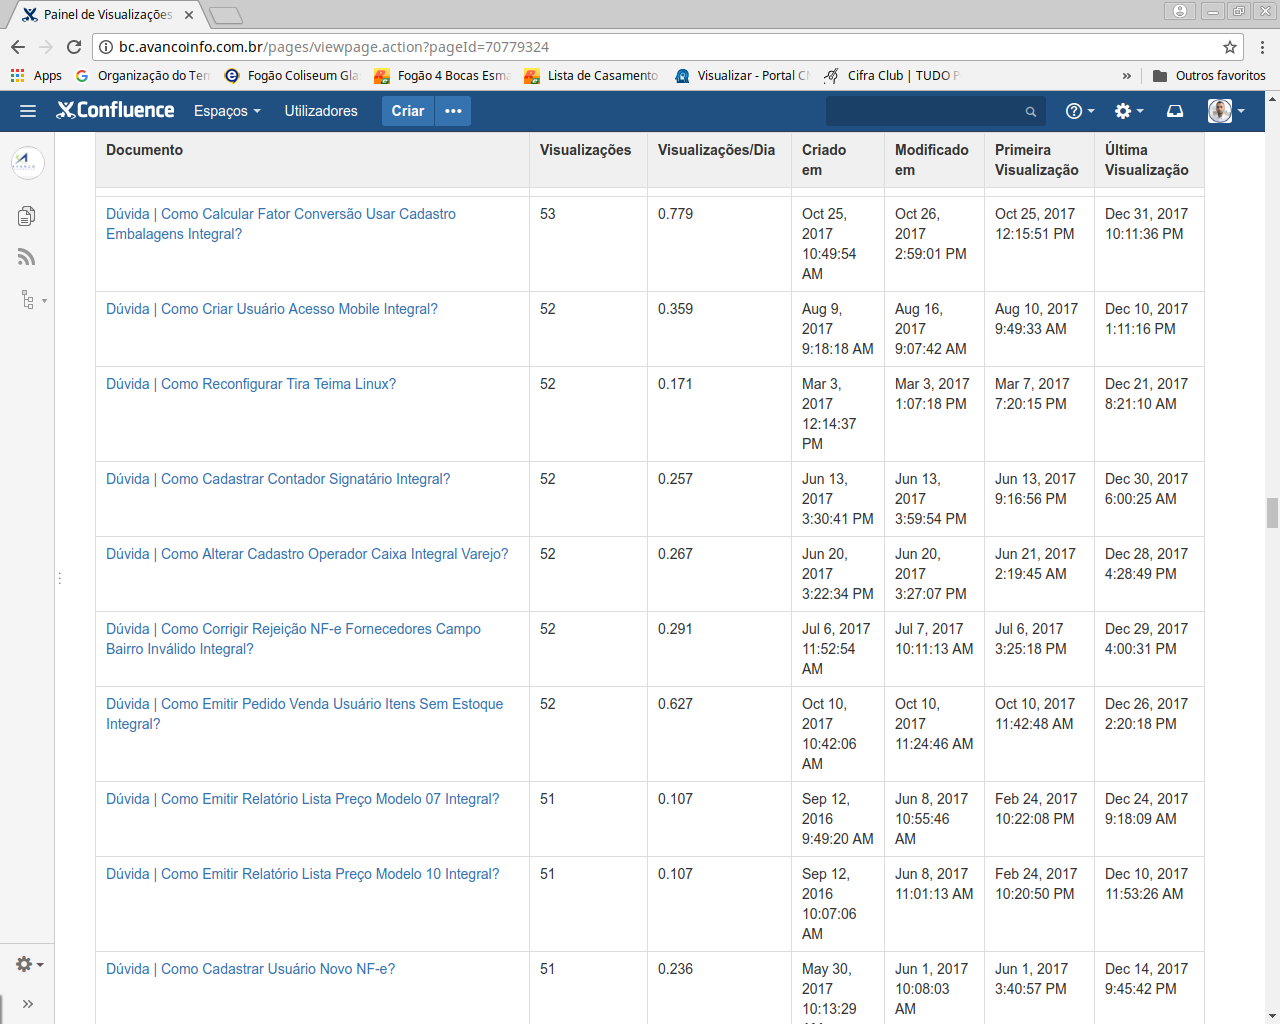 Painel de Visualizações
bc.avancoinfo.com.br/pages/viewpage.action?pageId=70779324
Apps Organização do Ter Fogão Coliseum Gla Fogão 4 Bocas Esma Lista de Casamento Visualizar - Portal C Cifra Club | TUDO P » Outros favoritos
Confluence Espaços Utilizadores Criar •••
Documento Visualizações Visualizações/Dia Criado em Modificado em Primeira Visualização Última Visualização
Dúvida | Como Calcular Fator Conversão Usar Cadastro Embalagens Integral? 53 0.779 Oct 25, 2017 10:49:54 AM Oct 26, 2017 2:59:01 PM Oct 25, 2017 12:15:51 PM Dec 31, 2017 10:11:36 PM
Dúvida | Como Criar Usuário Acesso Mobile Integral? 52 0.359 Aug 9, 2017 9:18:18 AM Aug 16, 2017 9:07:42 AM Aug 10, 2017 9:49:33 AM Dec 10, 2017 1:11:16 PM
Dúvida | Como Reconfigurar Tira Teima Linux? 52 0.171 Mar 3, 2017 12:14:37 PM Mar 3, 2017 1:07:18 PM Mar 7, 2017 7:20:15 PM Dec 21, 2017 8:21:10 AM
Dúvida | Como Cadastrar Contador Signatário Integral? 52 0.257 Jun 13, 2017 3:30:41 PM Jun 13, 2017 3:59:54 PM Jun 13, 2017 9:16:56 PM Dec 30, 2017 6:00:25 AM
Dúvida | Como Alterar Cadastro Operador Caixa Integral Varejo? 52 0.267 Jun 20, 2017 3:22:34 PM Jun 20, 2017 3:27:07 PM Jun 21, 2017 2:19:45 AM Dec 28, 2017 4:28:49 PM
Dúvida | Como Corrigir Rejeição NF-e Fornecedores Campo Bairro Inválido Integral? 52 0.291 Jul 6, 2017 11:52:54 AM Jul 7, 2017 10:11:13 AM Jul 6, 2017 3:25:18 PM Dec 29, 2017 4:00:31 PM
Dúvida | Como Emitir Pedido Venda Usuário Itens Sem Estoque Integral? 52 0.627 Oct 10, 2017 10:42:06 AM Oct 10, 2017 11:24:46 AM Oct 10, 2017 11:42:48 AM Dec 26, 2017 2:20:18 PM
Dúvida | Como Emitir Relatório Lista Preço Modelo 07 Integral? 51 0.107 Sep 12, 2016 9:49:20 AM Jun 8, 2017 10:55:46 AM Feb 24, 2017 10:22:08 PM Dec 24, 2017 9:18:09 AM
Dúvida | Como Emitir Relatório Lista Preço Modelo 10 Integral? 51 0.107 Sep 12, 2016 10:07:06 AM Jun 8, 2017 11:01:13 AM Feb 24, 2017 10:20:50 PM Dec 10, 2017 11:53:26 AM
Dúvida | Como Cadastrar Usuário Novo NF-e? 51 0.236 May 30, 2017 10:13:29 Jun 1, 2017 10:08:03 AM Jun 1, 2017 3:40:57 PM Dec 14, 2017 9:45:42 PM